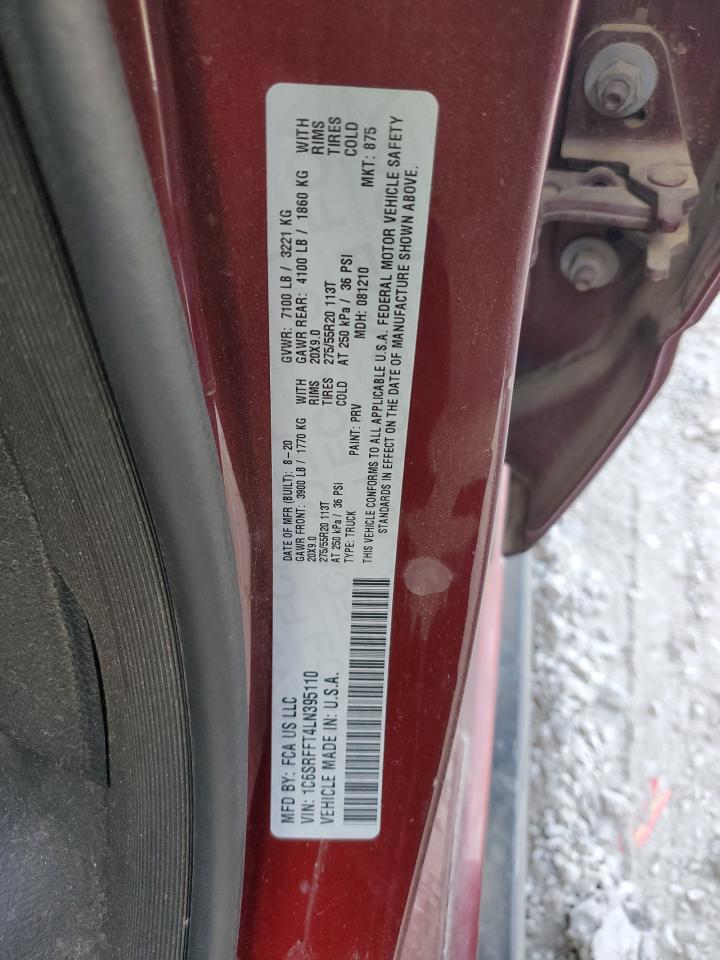 MFD BY: FCA US LLC
DATE OF MFR (BUILT): 8-20
GVWR: 7100 LB / 3221 KG
VIN: 1C6SRFFT4LN395110
GAWR FRONT: 3900 LB / 1770 KG WITH
GAWR REAR: 4100 LB / 1860 KG WITH
VEHICLE MADE IN: U.S.A.
20X9.0 RIMS
20X9.0 RIMS
275/55R20 113T TIRES
275/55R20 113T TIRES
AT 250 kPa / 36 PSI COLD
AT 250 kPa / 36 PSI COLD
TYPE: TRUCK PAINT: PRV MDH: 081210 MKT: 875
THIS VEHICLE CONFORMS TO ALL APPLICABLE U.S.A. FEDERAL MOTOR VEHICLE SAFETY
STANDARDS IN EFFECT ON THE DATE OF MANUFACTURE SHOWN ABOVE.